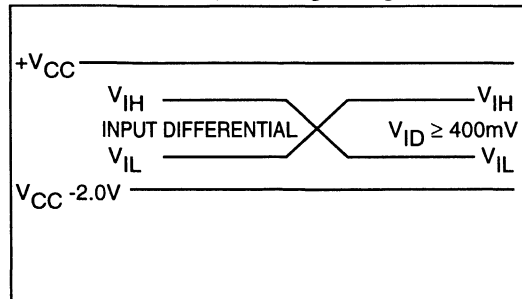 +VCC
VIH VIH
INPUT DIFFERENTIAL VID ≥ 400mV
VIL VIL
VCC -2.0V